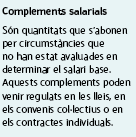 Complements salarials
Són quantitats que s'abonen
per circumstàncies que
no han estat avaluades en
determinar el salari base.
Aquests complements poden
venir regulats en les lleis, en
els convenis col·lectius o en
els contractes individuals.